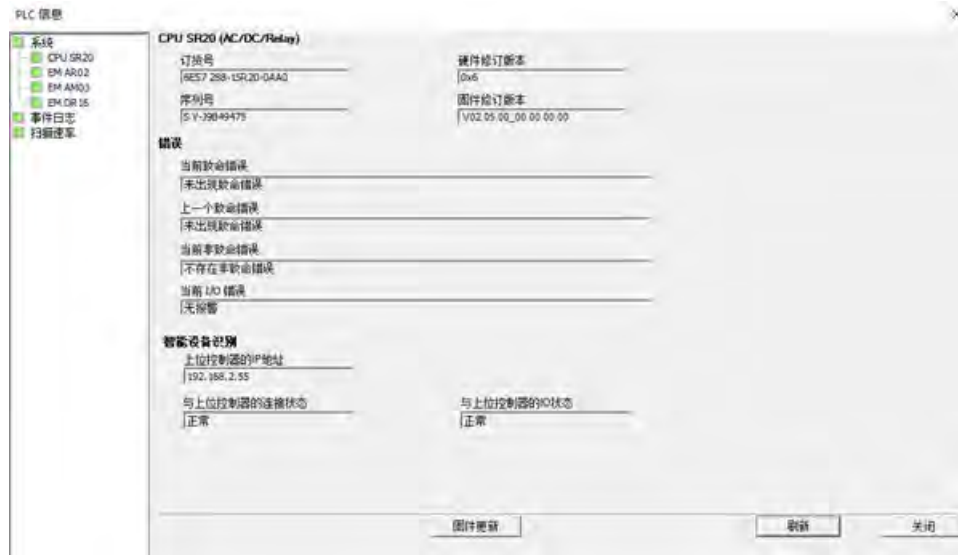 PLC 信息
系统
CPU SR20
EM AR02
EM AM03
EM DR16
事件日志
扫描速率
CPU SR20 (AC/DC/Relay)
订货号
硬件修订版本
6ES7 288-1SR20-0AA0
0x6
序列号
固件修订版本
S Y-J9849475
V02.05.00_00.00.00.00
错误
当前致命错误
未出现致命错误
上一个致命错误
未出现致命错误
当前非致命错误
不存在非致命错误
当前 I/O 错误
无报警
智能设备识别
上位控制器的IP地址
192.168.2.55
与上位控制器的连接状态
与上位控制器的IO状态
正常
正常
固件更新
刷新
关闭